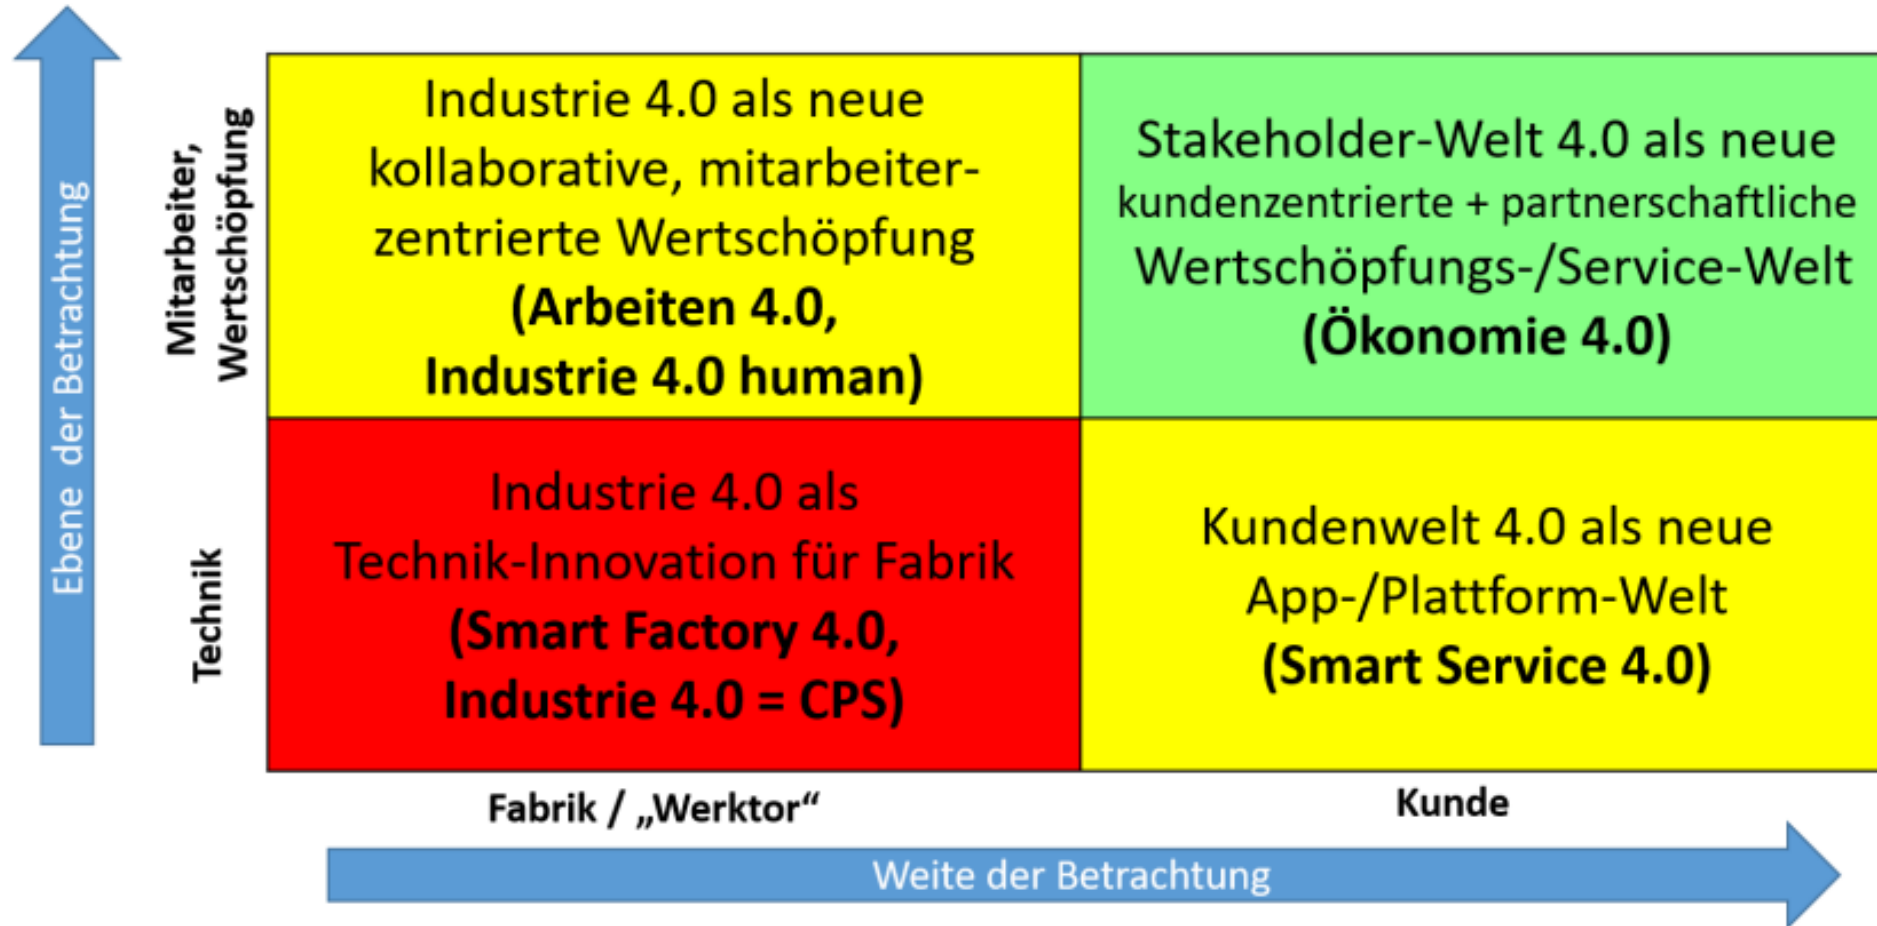 Ebene der Betrachtung
Mitarbeiter,
Wertschöpfung
Industrie 4.0 als neue
kollaborative, mitarbeiter-
zentrierte Wertschöpfung
(Arbeiten 4.0,
Industrie 4.0 human)
Stakeholder-Welt 4.0 als neue
kundenzentrierte + partnerschaftliche
Wertschöpfungs-/Service-Welt
(Ökonomie 4.0)
Technik
Industrie 4.0 als
Technik-Innovation für Fabrik
(Smart Factory 4.0,
Industrie 4.0 = CPS)
Kundenwelt 4.0 als neue
App-/Plattform-Welt
(Smart Service 4.0)
Fabrik / „Werktor“
Kunde
Weite der Betrachtung